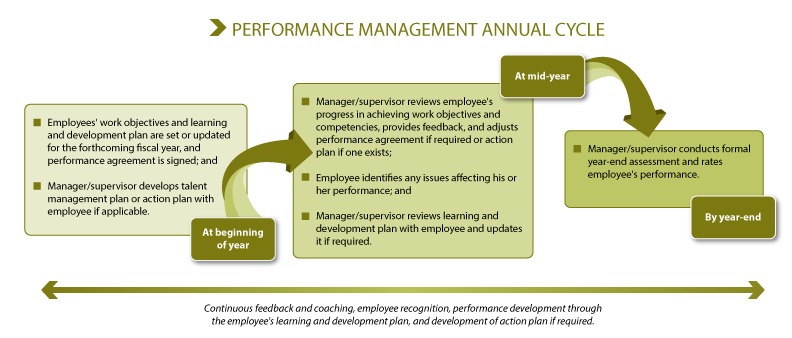 PERFORMANCE MANAGEMENT ANNUAL CYCLE
Employees' work objectives and learning
and development plan are set or updated
for the forthcoming fiscal year, and
performance agreement is signed; and
Manager/supervisor develops talent
management plan or action plan with
employee if applicable.
At beginning
of year
Manager/supervisor reviews employee's
progress in achieving work objectives and
competencies, provides feedback, and adjusts
performance agreement if required or action
plan if one exists;
Employee identifies any issues affecting his or
her performance; and
Manager/supervisor reviews learning and
development plan with employee and updates
it if required.
At mid-year
Manager/supervisor conducts formal
year-end assessment and rates
employee's performance.
By year-end
Continuous feedback and coaching, employee recognition, performance development through
the employee's learning and development plan, and development of action plan if required.